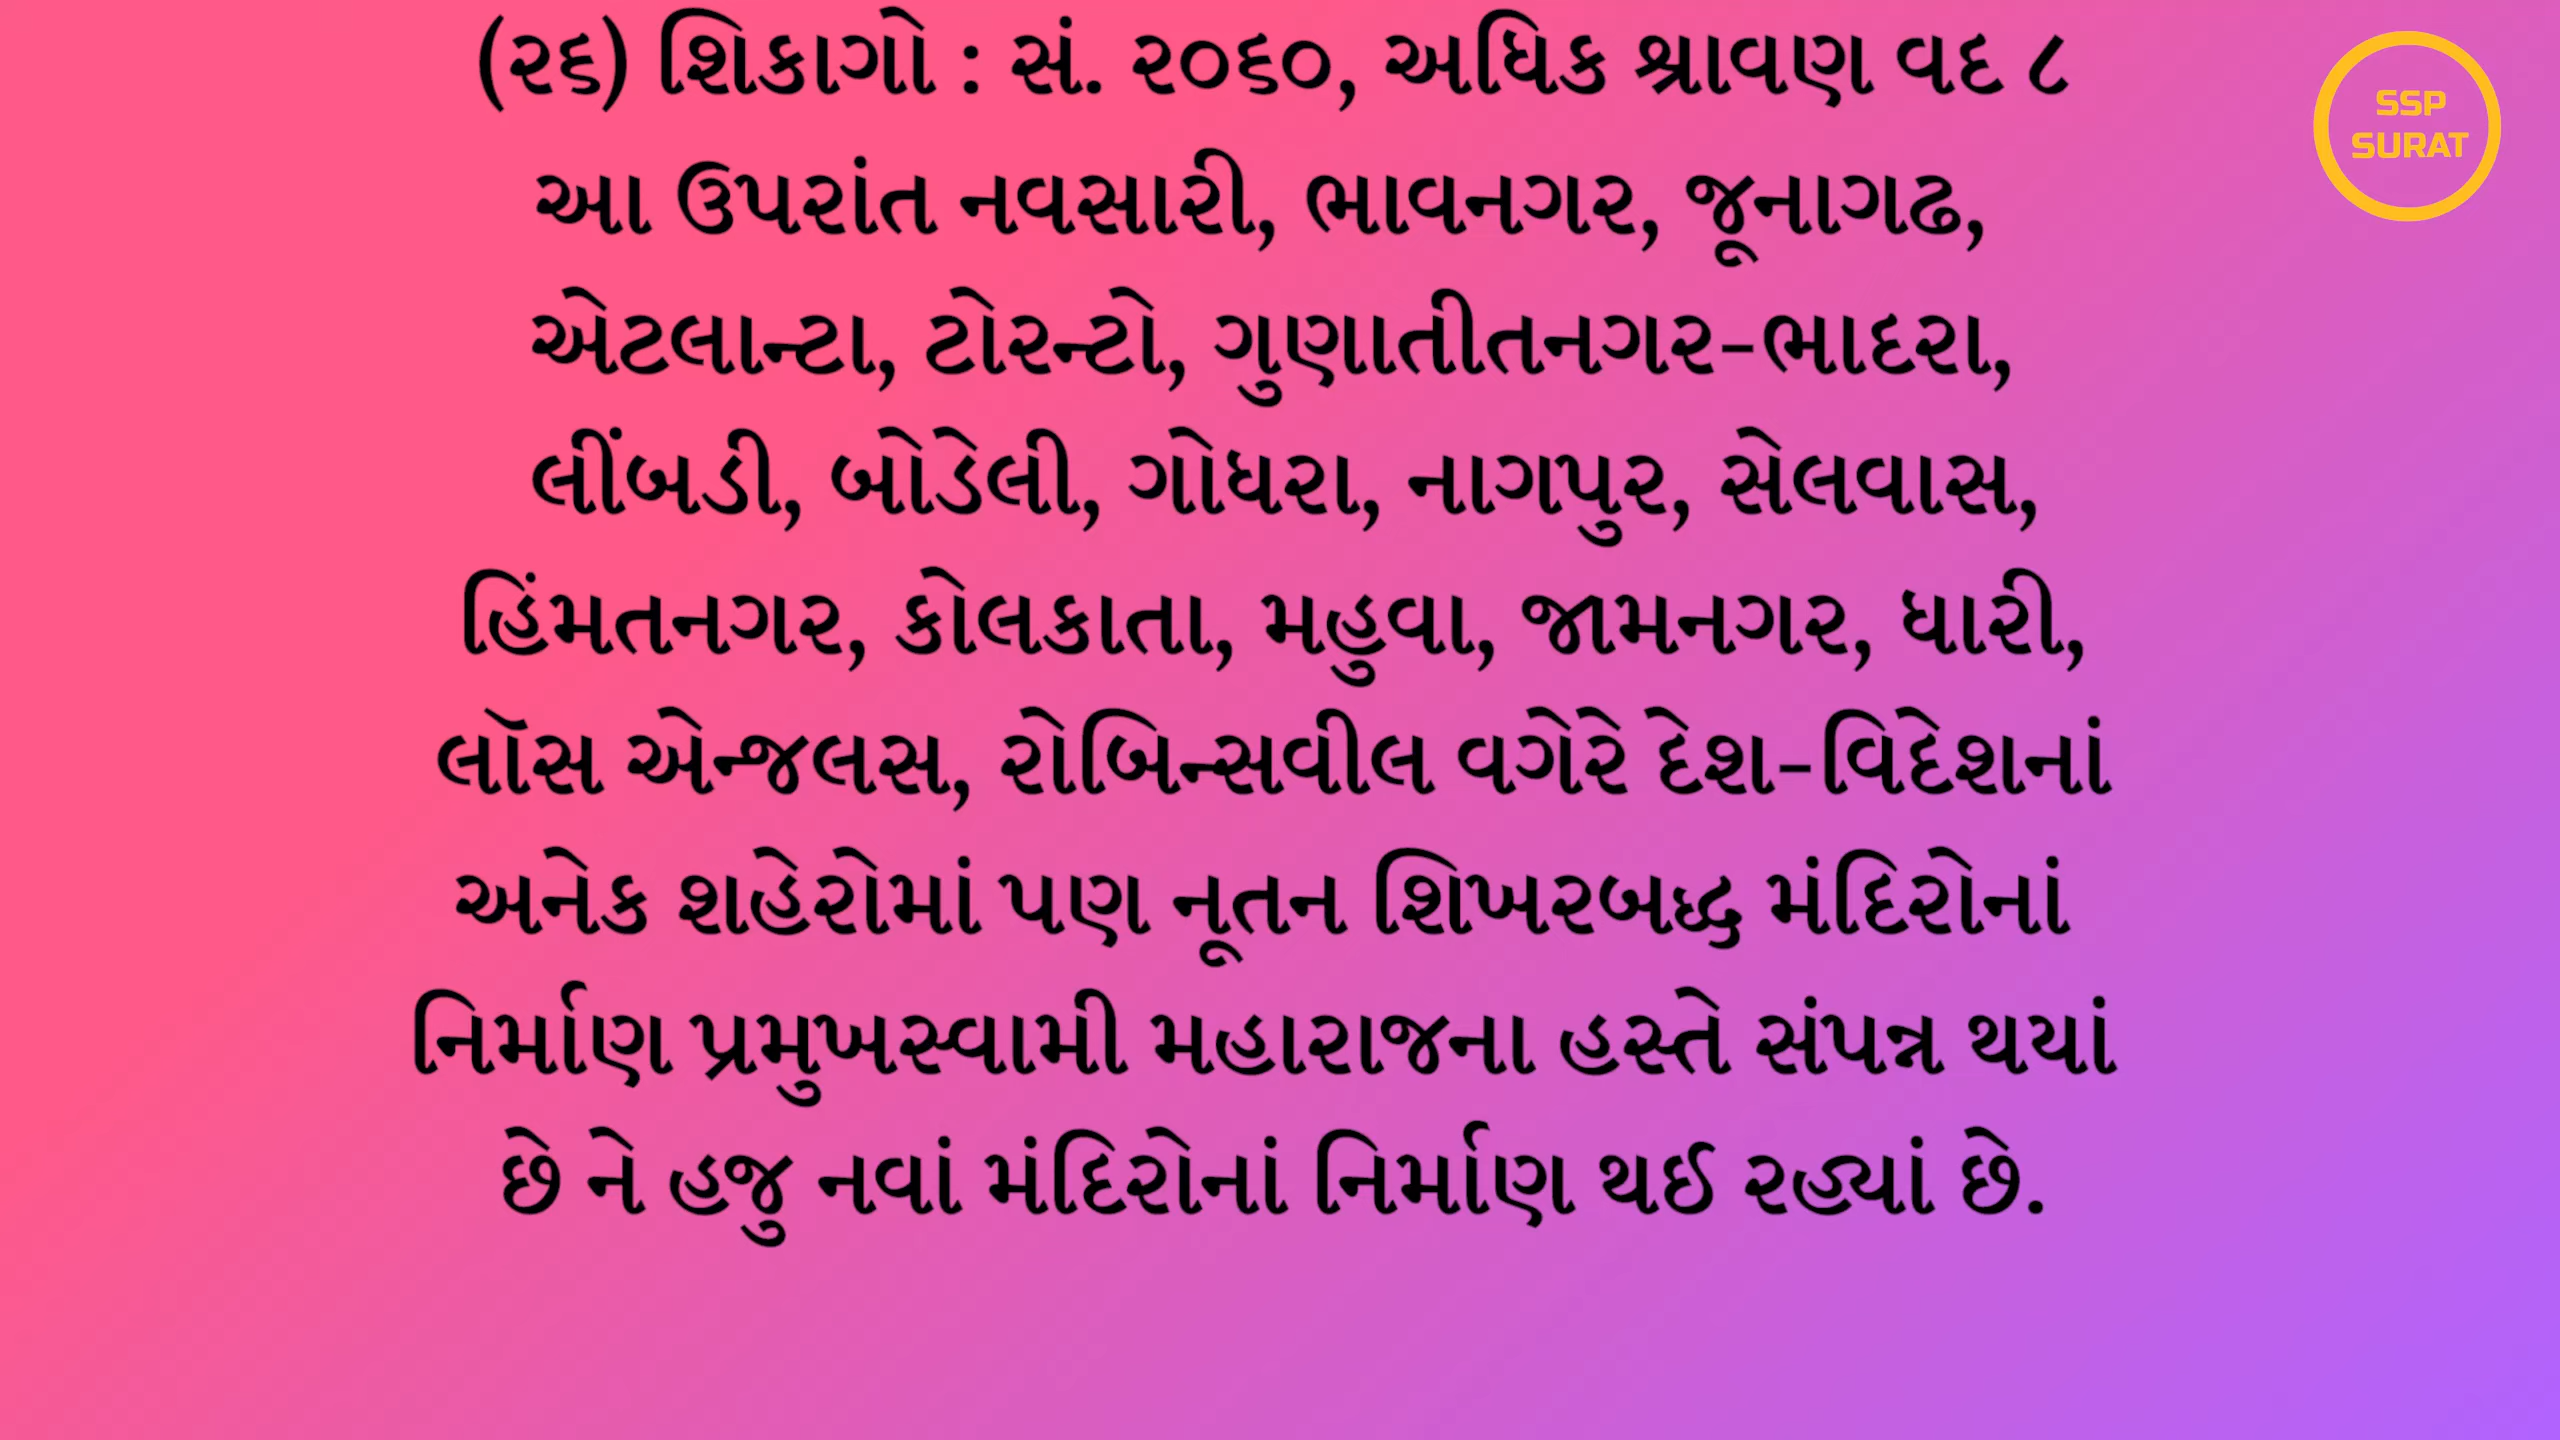 (૨૬) શિકાગો : સં. ૨૦૬૦, અધિક શ્રાવણ વદ ૮
SSP
SURAT
આ ઉપરાંત નવસારી, ભાવનગર, જૂનાગઢ,
એટલાન્ટા, ટોરન્ટો, ગુણાતીતનગર-ભાદરા,
લીંબડી, બોડેલી, ગોધરા, નાગપુર, સેલવાસ,
હિંમતનગર, કોલકાતા, મહુવા, જામનગર, ધારી,
લૉસ એન્જલસ, રોબિન્સવીલ વગેરે દેશ-વિદેશનાં
અનેક શહેરોમાં પણ નૂતન શિખરબદ્ધ મંદિરોનાં
નિર્માણ પ્રમુખસ્વામી મહારાજના હસ્તે સંપન્ન થયાં
છે ને હજુ નવાં મંદિરોનાં નિર્માણ થઈ રહ્યાં છે.